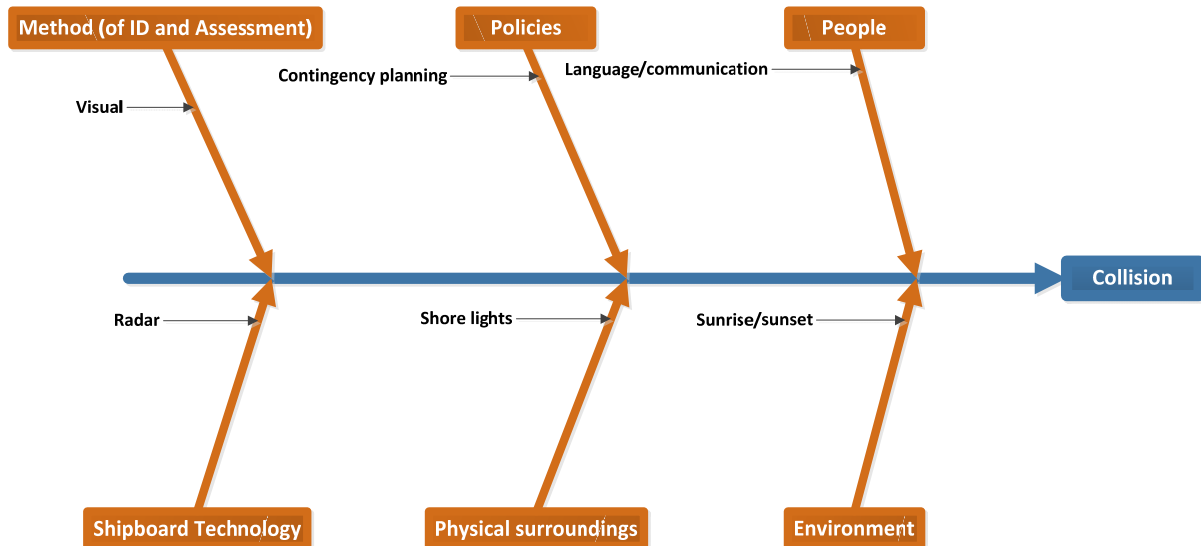 Method (of ID and Assessment)
Policies
People
Contingency planning
Language/communication
Visual
Collision
Radar
Shore lights
Sunrise/sunset
Shipboard Technology
Physical surroundings
Environment